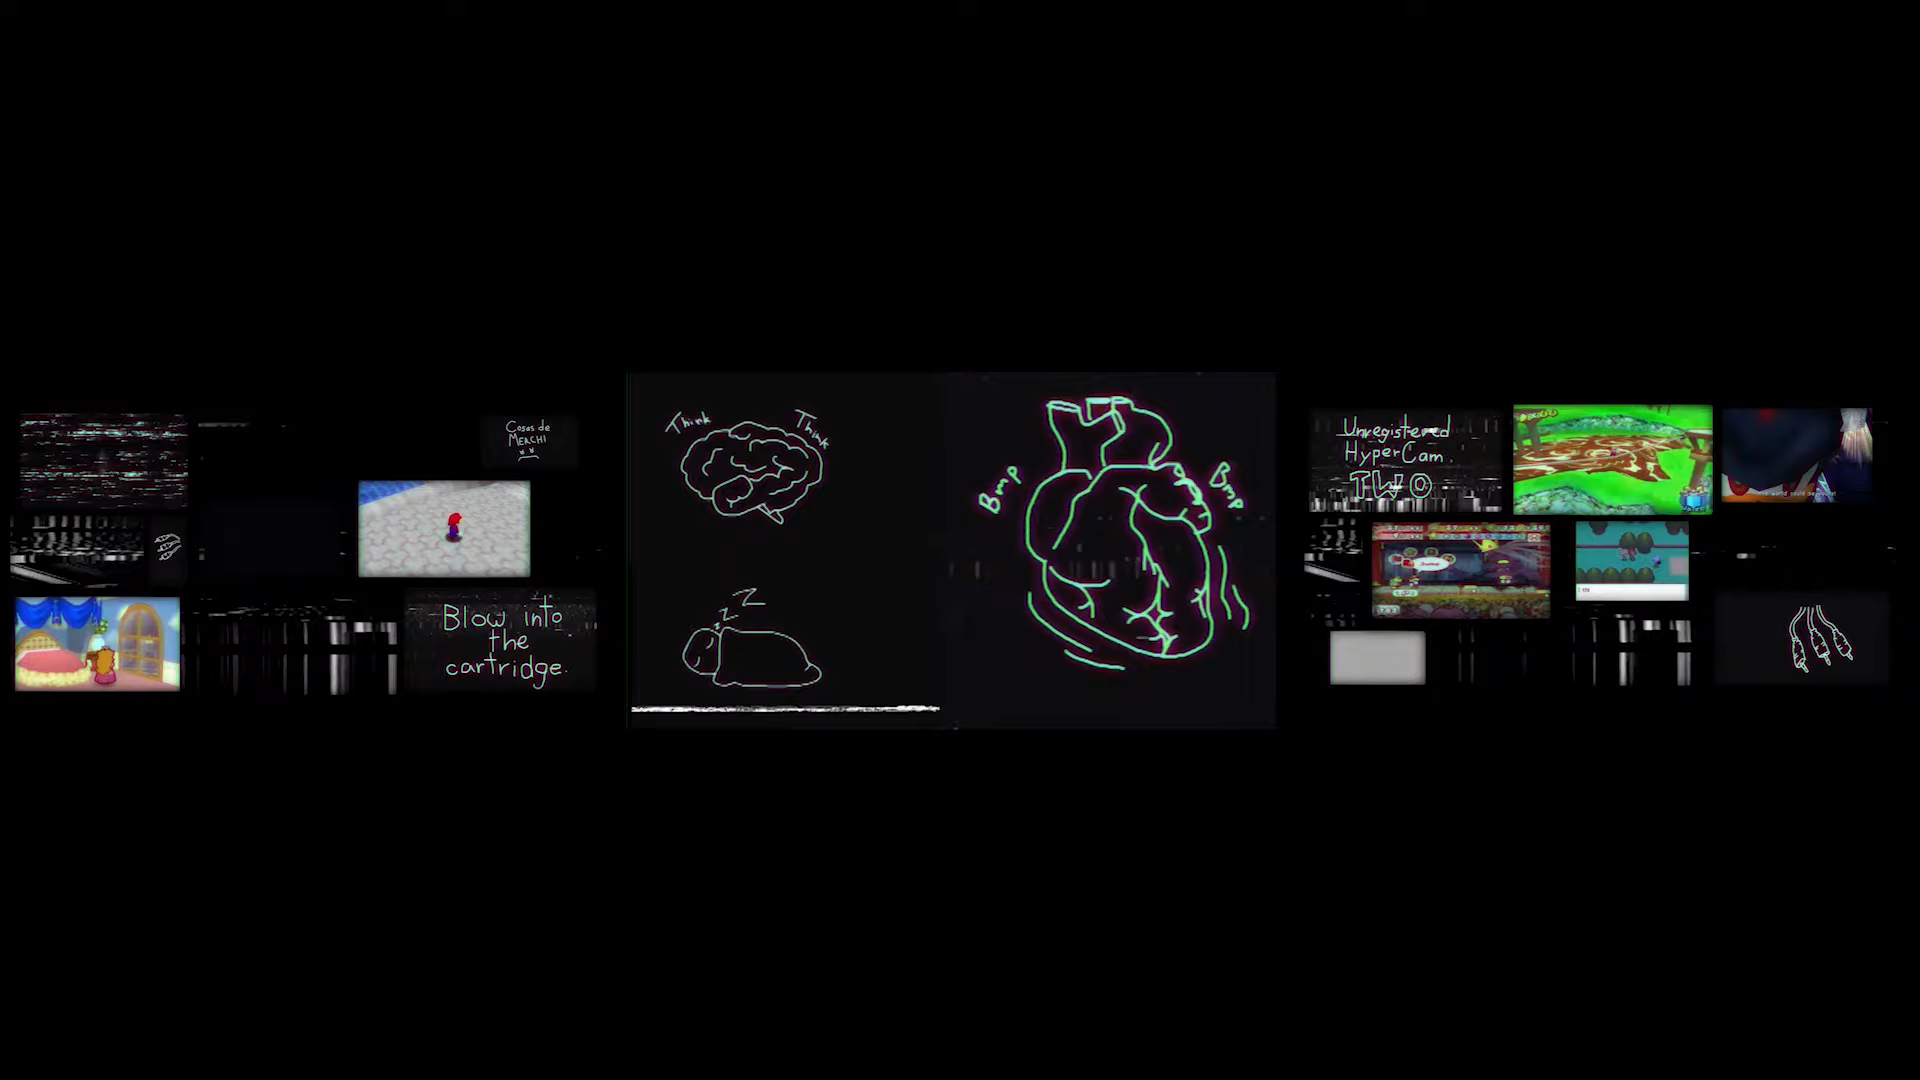 Cosas de
MERCHI
Blow into
the
cartridge.
Think
Think
z
z
Z
Bmp
Bmp
Unregistered
HyperCam.
TWO